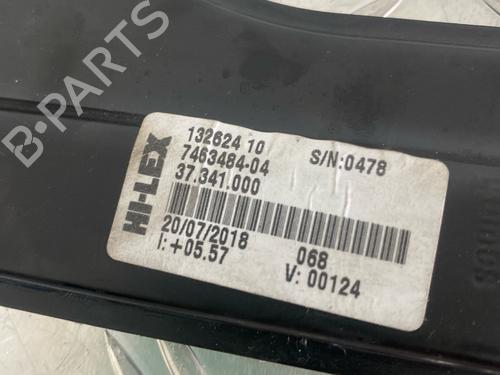 B-PARTS
HI-LEX
132624 10 S/N:0478
7463484-04
37.341.000
20/07/2018 068
I:+05.57 V: 00124